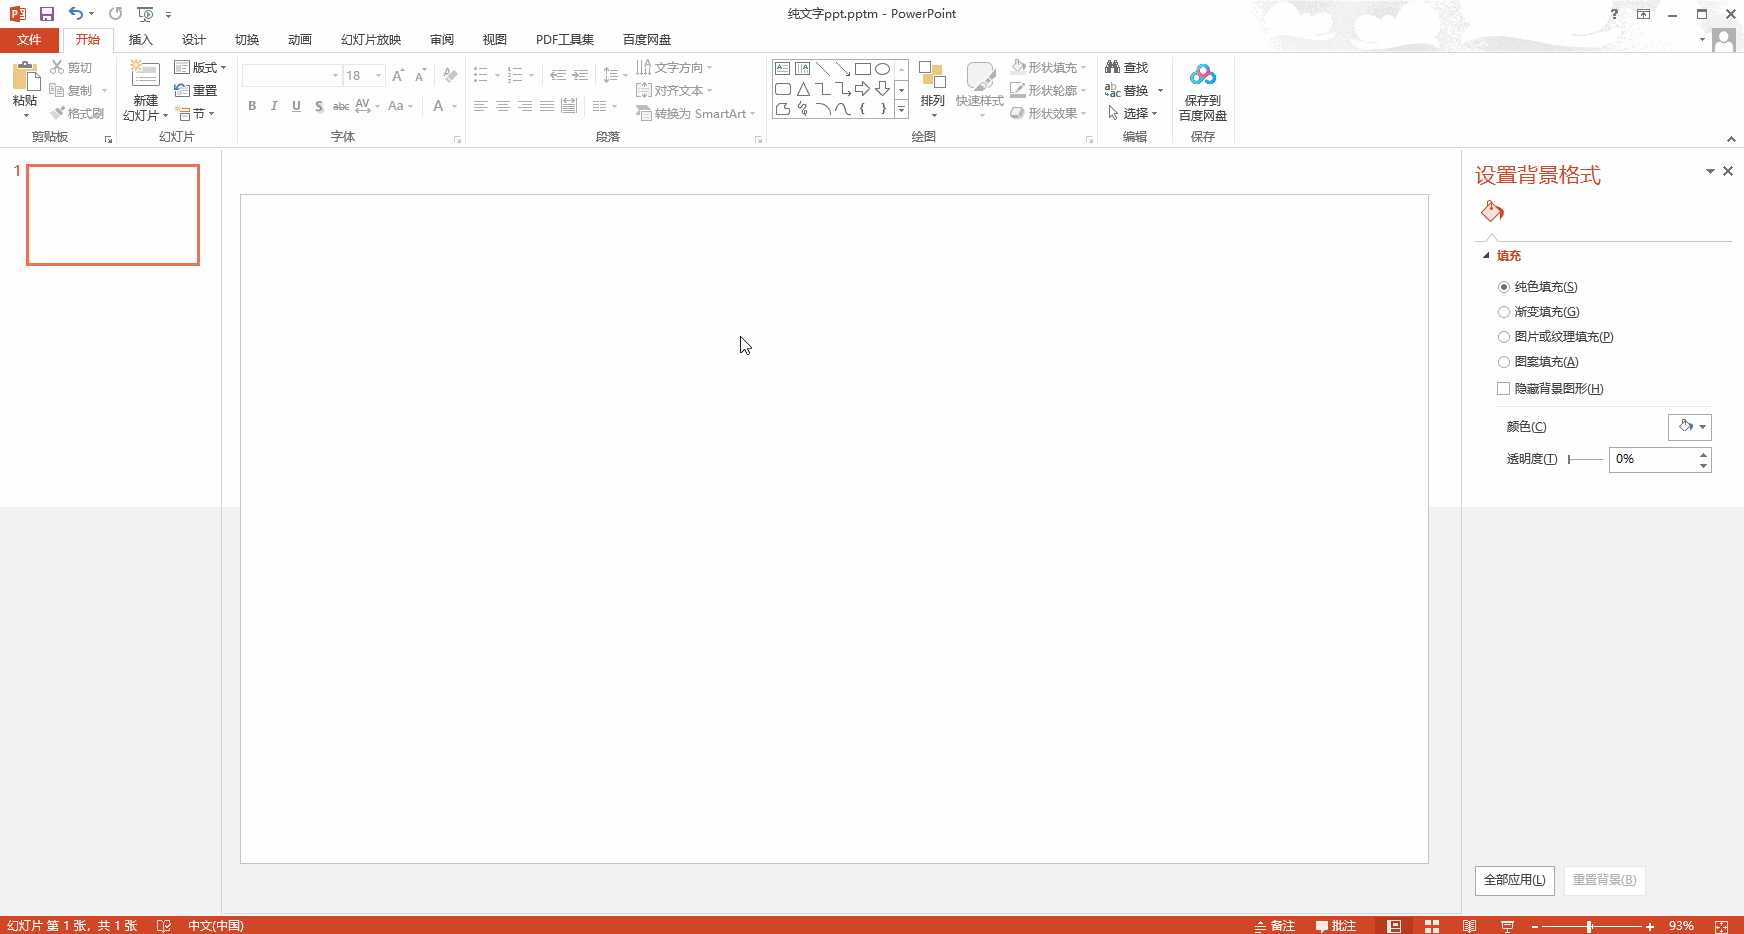 纯文字ppt.pptm - PowerPoint
文件 开始 插入 设计 切换 动画 幻灯片放映 审阅 视图 PDF工具集 百度网盘
粘贴
剪切
复制
格式刷
剪贴板
新建
幻灯片
版式
重置
节
幻灯片
18
B I U S abc AV Aa A
字体
文字方向
对齐文本
转换为 SmartArt
段落
排列
快速样式
形状填充
形状轮廓
形状效果
绘图
查找
替换
选择
编辑
保存到
百度网盘
保存
1
设置背景格式
填充
纯色填充(S)
渐变填充(G)
图片或纹理填充(P)
图案填充(A)
隐藏背景图形(H)
颜色(C)
透明度(T) 0%
全部应用(L) 重置背景(B)
幻灯片 第 1 张，共 1 张 中文(中国) 备注 批注 93%